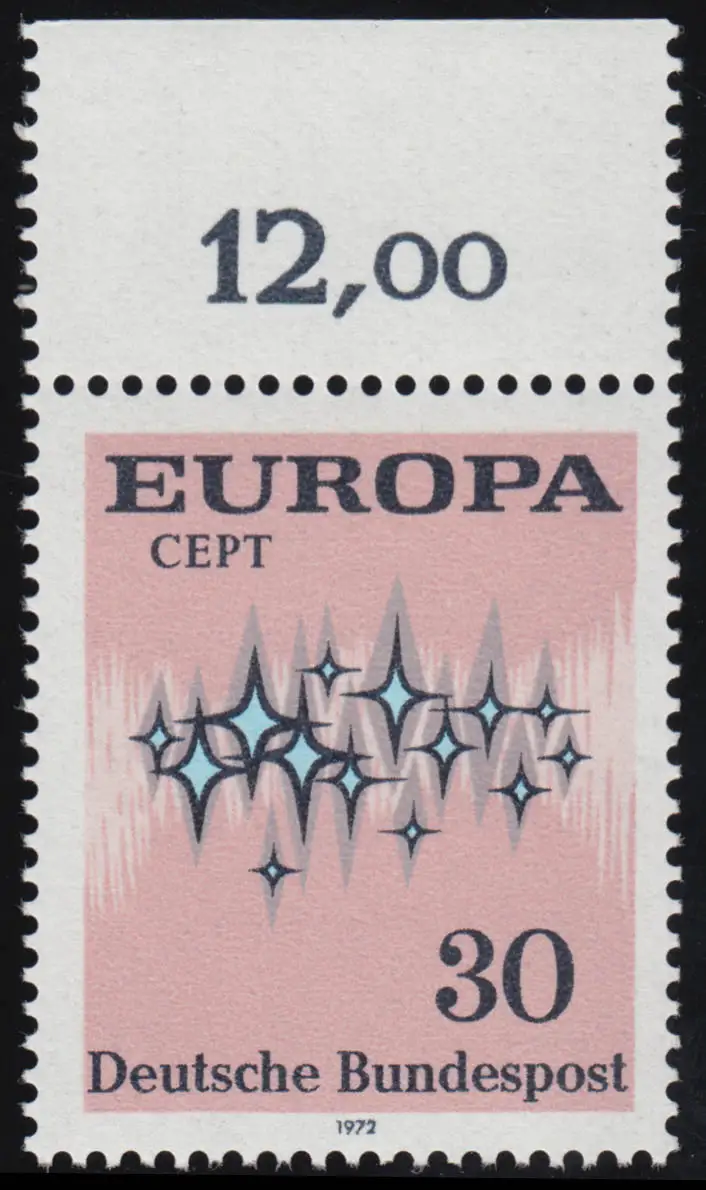 12,00
EUROPA
CEPT
30
Deutsche Bundespost
1972